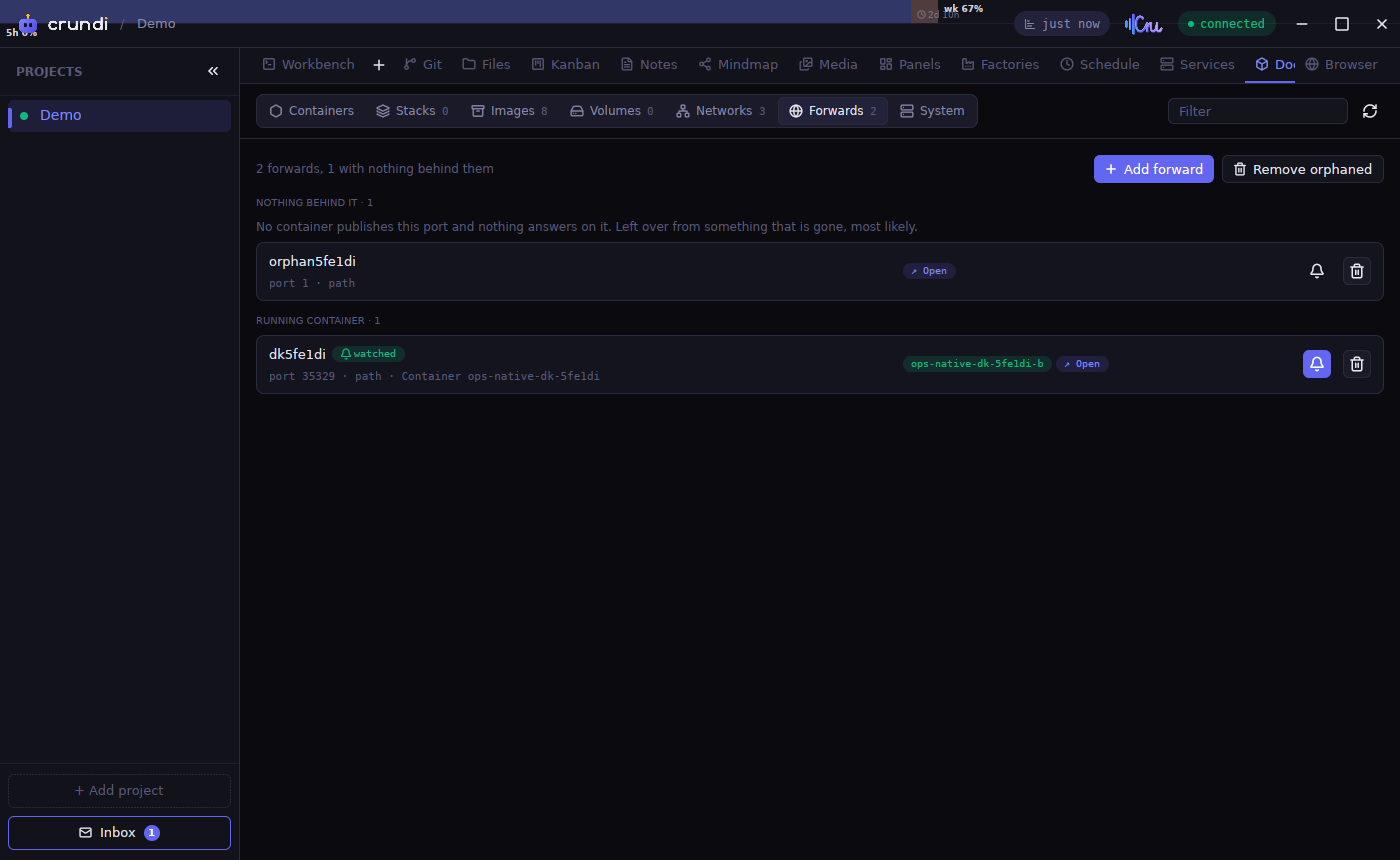 5h 6%
crundi / Demo
2d 10h
wk 67%
just now
Cru
connected
PROJECTS
Demo
+ Add project
Inbox 1
Workbench
Git
Files
Kanban
Notes
Mindmap
Media
Panels
Factories
Schedule
Services
Doc
Browser
Containers
Stacks 0
Images 8
Volumes 0
Networks 3
Forwards 2
System
Filter
2 forwards, 1 with nothing behind them
+ Add forward
Remove orphaned
NOTHING BEHIND IT · 1
No container publishes this port and nothing answers on it. Left over from something that is gone, most likely.
orphan5fe1di
port 1 · path
↗ Open
RUNNING CONTAINER · 1
dk5fe1di watched
port 35329 · path · Container ops-native-dk-5fe1di
ops-native-dk-5fe1di-b ↗ Open